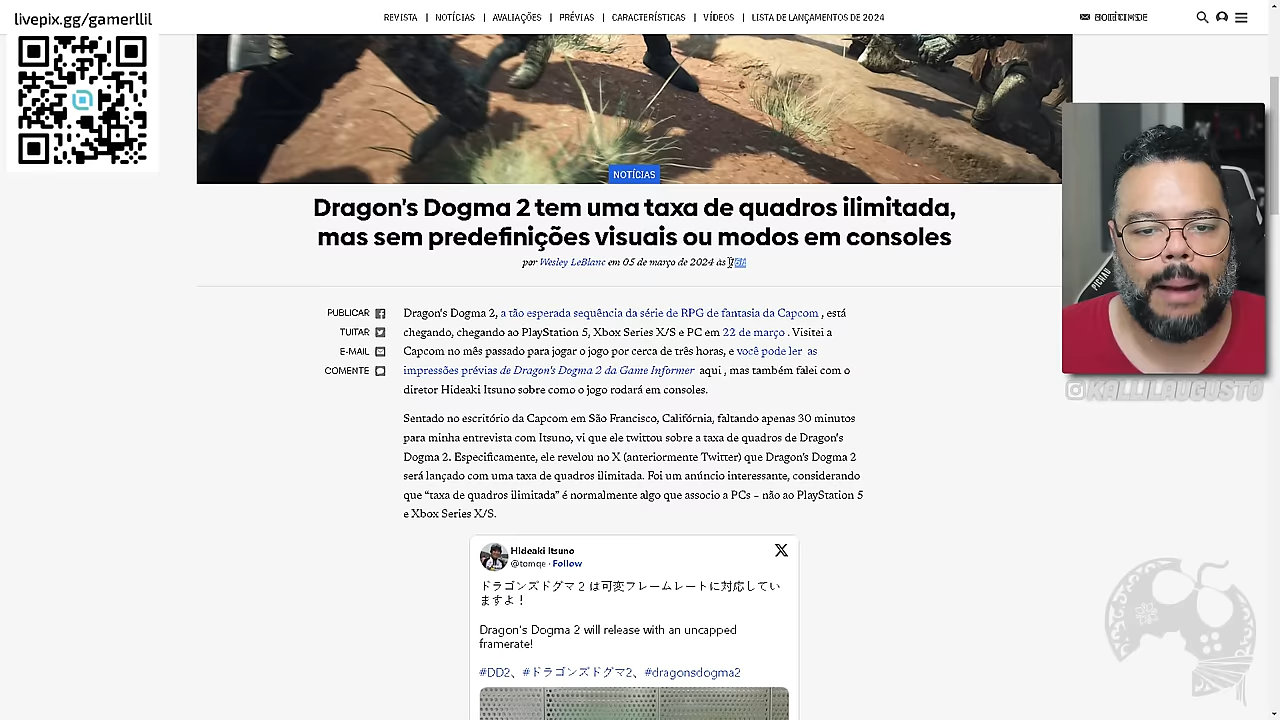 livepix.gg/gamerllil
REVISTA | NOTÍCIAS | AVALIAÇÕES | PRÉVIAS | CARACTERÍSTICAS | VÍDEOS | LISTA DE LANÇAMENTOS DE 2024
NOTÍCIAS
Dragon's Dogma 2 tem uma taxa de quadros ilimitada,
mas sem predefinições visuais ou modos em consoles
por Wesley LeBlanc em 05 de março de 2024 às
PUBLICAR
TUITAR
E-MAIL
COMENTE
Dragon's Dogma 2, a tão esperada sequência da série de RPG de fantasia da Capcom , está
chegando, chegando ao PlayStation 5, Xbox Series X/S e PC em 22 de março . Visitei a
Capcom no mês passado para jogar o jogo por cerca de três horas, e você pode ler as
impressões prévias de Dragon's Dogma 2 da Game Informer aqui , mas também falei com o
diretor Hideaki Itsuno sobre como o jogo rodará em consoles.
Sentado no escritório da Capcom em São Francisco, Califórnia, faltando apenas 30 minutos
para minha entrevista com Itsuno, vi que ele twittou sobre a taxa de quadros de Dragon's
Dogma 2. Especificamente, ele revelou no X (anteriormente Twitter) que Dragon's Dogma 2
será lançado com uma taxa de quadros ilimitada. Foi um anúncio interessante, considerando
que “taxa de quadros ilimitada” é normalmente algo que associo a PCs – não ao PlayStation 5
e Xbox Series X/S.
Hideaki Itsuno
@tomqe · Follow
ドラゴンズドグマ 2 は可変フレームレートに対応してい
ますよ！
Dragon's Dogma 2 will release with an uncapped
framerate!
#DD2、#ドラゴンズドグマ2、#dragonsdogma2
PICHAU
@KALLILAUGUSTO